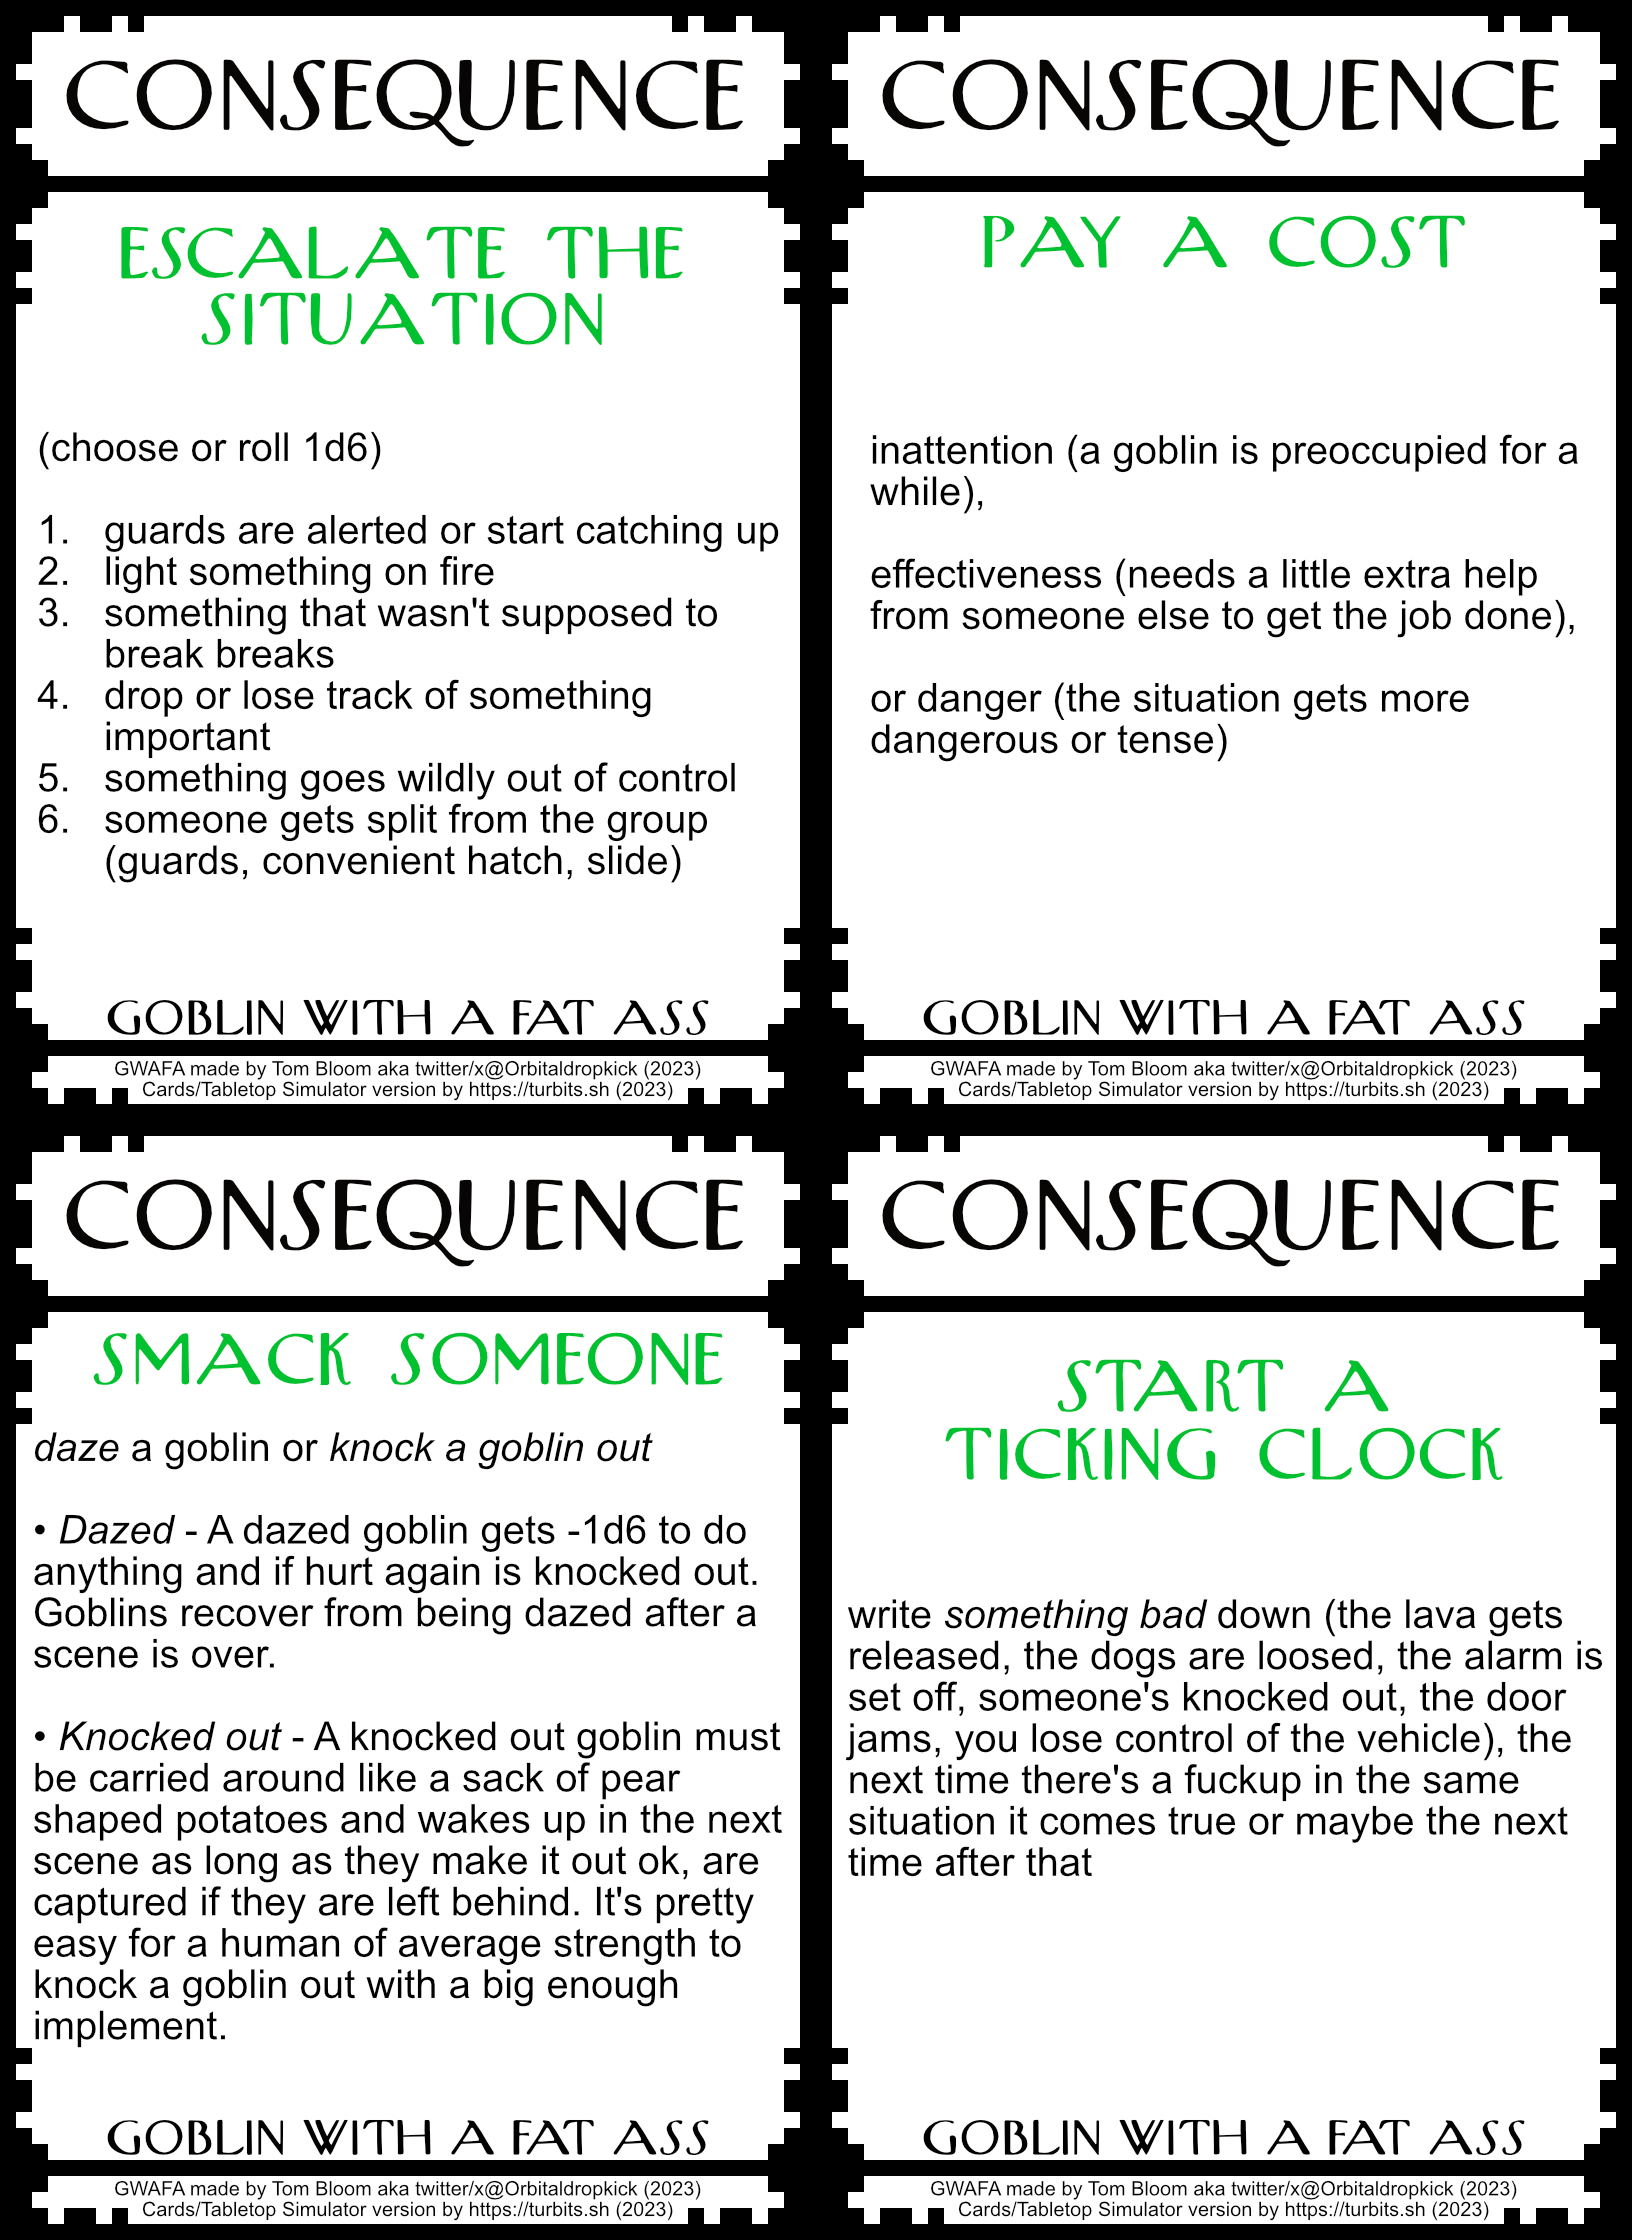 CONSEQUENCE
ESCALATE THE
SITUATION
(choose or roll 1d6)
1. guards are alerted or start catching up
2. light something on fire
3. something that wasn't supposed to
break breaks
4. drop or lose track of something
important
5. something goes wildly out of control
6. someone gets split from the group
(guards, convenient hatch, slide)
GOBLIN WITH A FAT ASS
GWAFA made by Tom Bloom aka twitter/x@Orbitaldropkick (2023)
Cards/Tabletop Simulator version by https://turbits.sh (2023)
CONSEQUENCE
PAY A COST
inattention (a goblin is preoccupied for a
while),
effectiveness (needs a little extra help
from someone else to get the job done),
or danger (the situation gets more
dangerous or tense)
GOBLIN WITH A FAT ASS
GWAFA made by Tom Bloom aka twitter/x@Orbitaldropkick (2023)
Cards/Tabletop Simulator version by https://turbits.sh (2023)
CONSEQUENCE
SMACK SOMEONE
daze a goblin or knock a goblin out
• Dazed - A dazed goblin gets -1d6 to do
anything and if hurt again is knocked out.
Goblins recover from being dazed after a
scene is over.
• Knocked out - A knocked out goblin must
be carried around like a sack of pear
shaped potatoes and wakes up in the next
scene as long as they make it out ok, are
captured if they are left behind. It's pretty
easy for a human of average strength to
knock a goblin out with a big enough
implement.
GOBLIN WITH A FAT ASS
GWAFA made by Tom Bloom aka twitter/x@Orbitaldropkick (2023)
Cards/Tabletop Simulator version by https://turbits.sh (2023)
CONSEQUENCE
START A
TICKING CLOCK
write something bad down (the lava gets
released, the dogs are loosed, the alarm is
set off, someone's knocked out, the door
jams, you lose control of the vehicle), the
next time there's a fuckup in the same
situation it comes true or maybe the next
time after that
GOBLIN WITH A FAT ASS
GWAFA made by Tom Bloom aka twitter/x@Orbitaldropkick (2023)
Cards/Tabletop Simulator version by https://turbits.sh (2023)